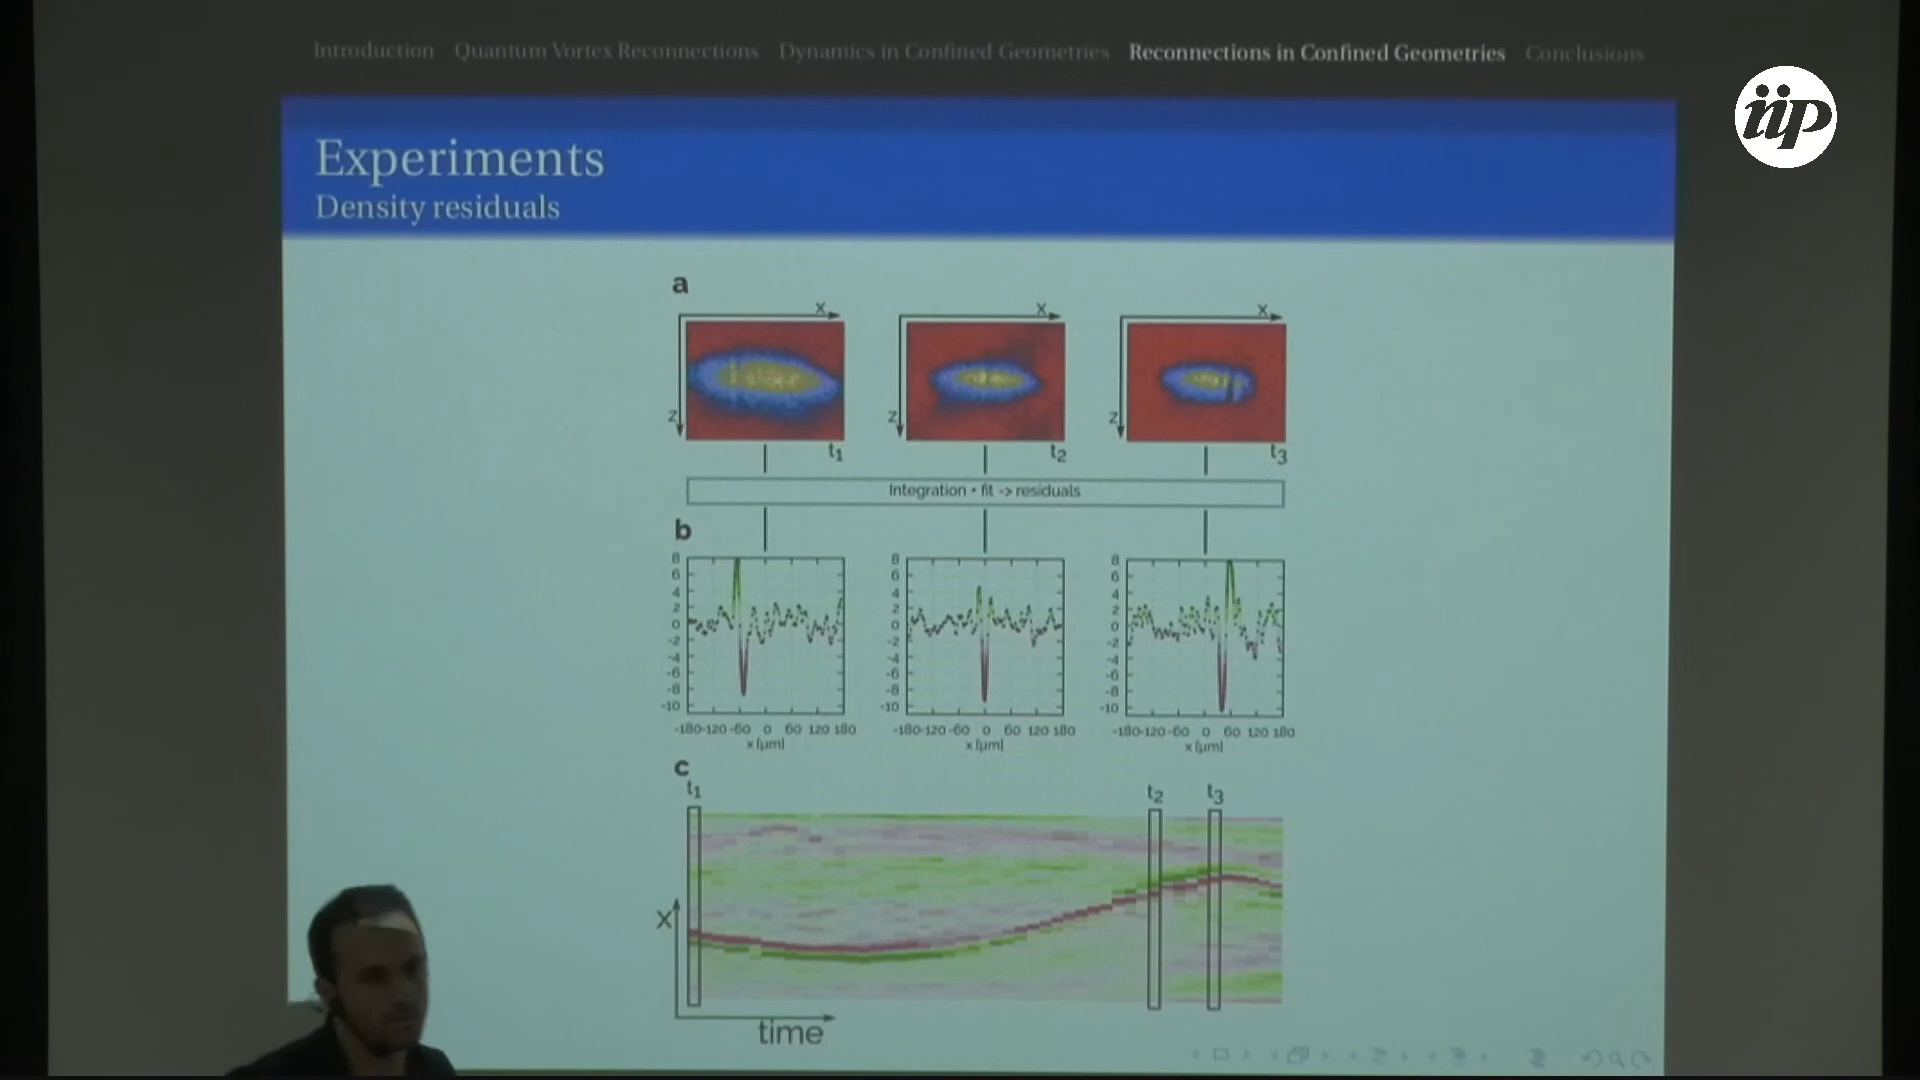 Introduction Quantum Vortex Reconnections Dynamics in Confined Geometries Reconnections in Confined Geometries Conclusions
iip
Experiments
Density residuals
a
x x x
z z z
t1 t2 t3
Integration + fit -> residuals
b
8 8 8
6 6 6
4 4 4
2 2 2
0 0 0
-2 -2 -2
-4 -4 -4
-6 -6 -6
-8 -8 -8
-10 -10 -10
-180 -120 -60 0 60 120 180 -180 -120 -60 0 60 120 180 -180 -120 -60 0 60 120 180
x [μm] x [μm] x [μm]
c
t1 t2 t3
x
time